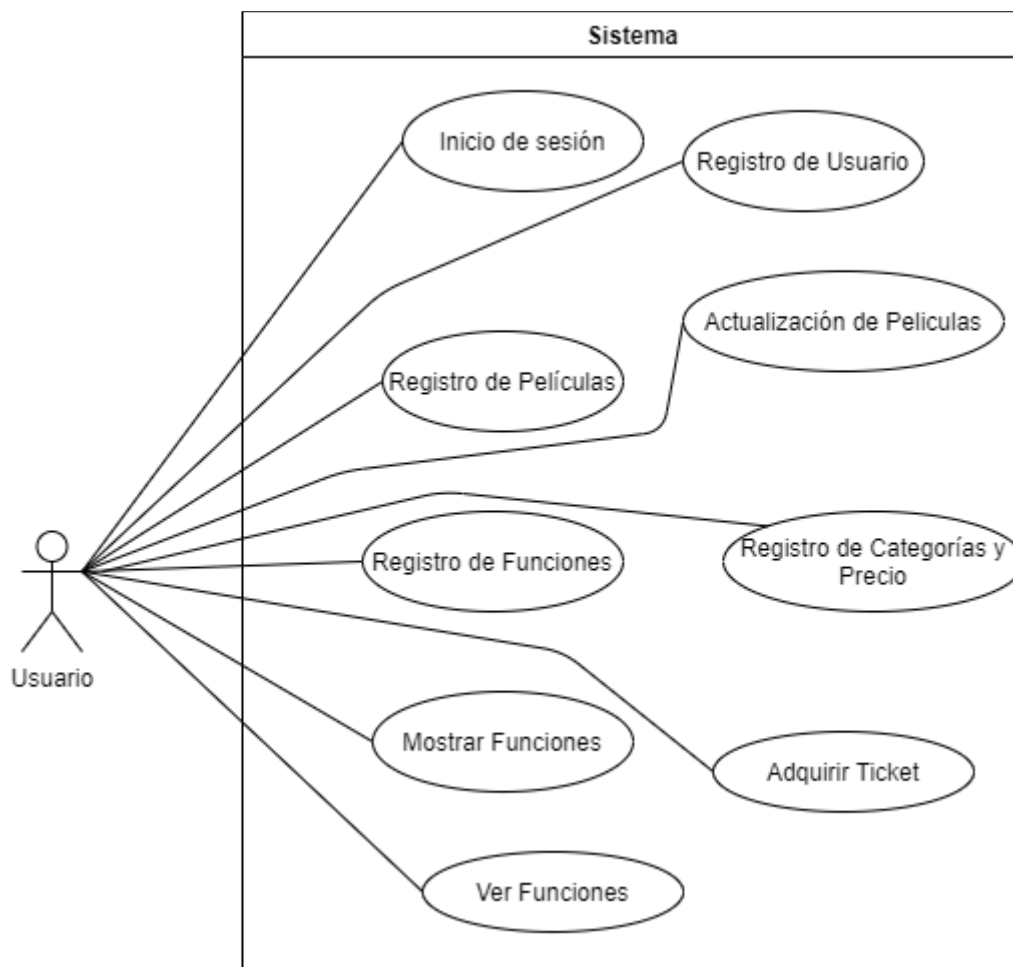 Sistema
Inicio de sesión
Registro de Usuario
Actualización de Peliculas
Registro de Películas
Registro de Funciones
Registro de Categorías y
Precio
Usuario
Mostrar Funciones
Adquirir Ticket
Ver Funciones